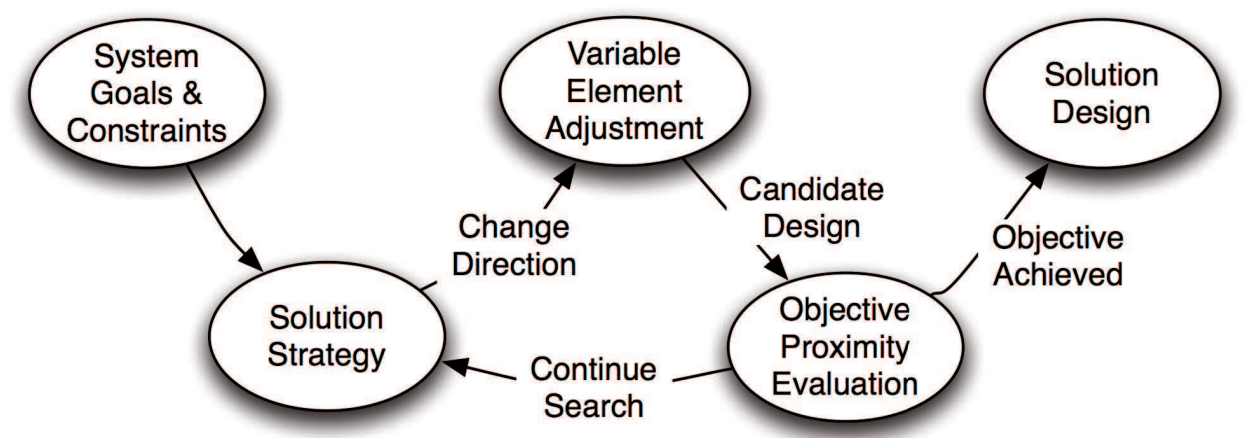 System
Goals &
Constraints
Variable
Element
Adjustment
Solution
Design
Change
Direction
Candidate
Design
Objective
Achieved
Solution
Strategy
Continue
Search
Objective
Proximity
Evaluation